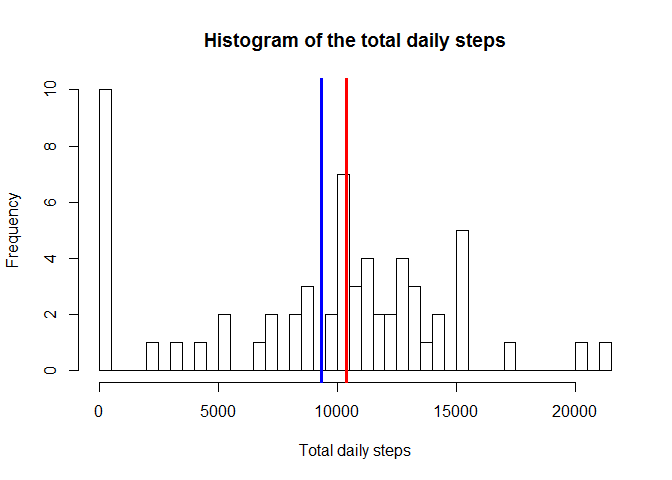 Histogram of the total daily steps
Frequency
10
8
6
4
2
0
0 5000 10000 15000 20000
Total daily steps